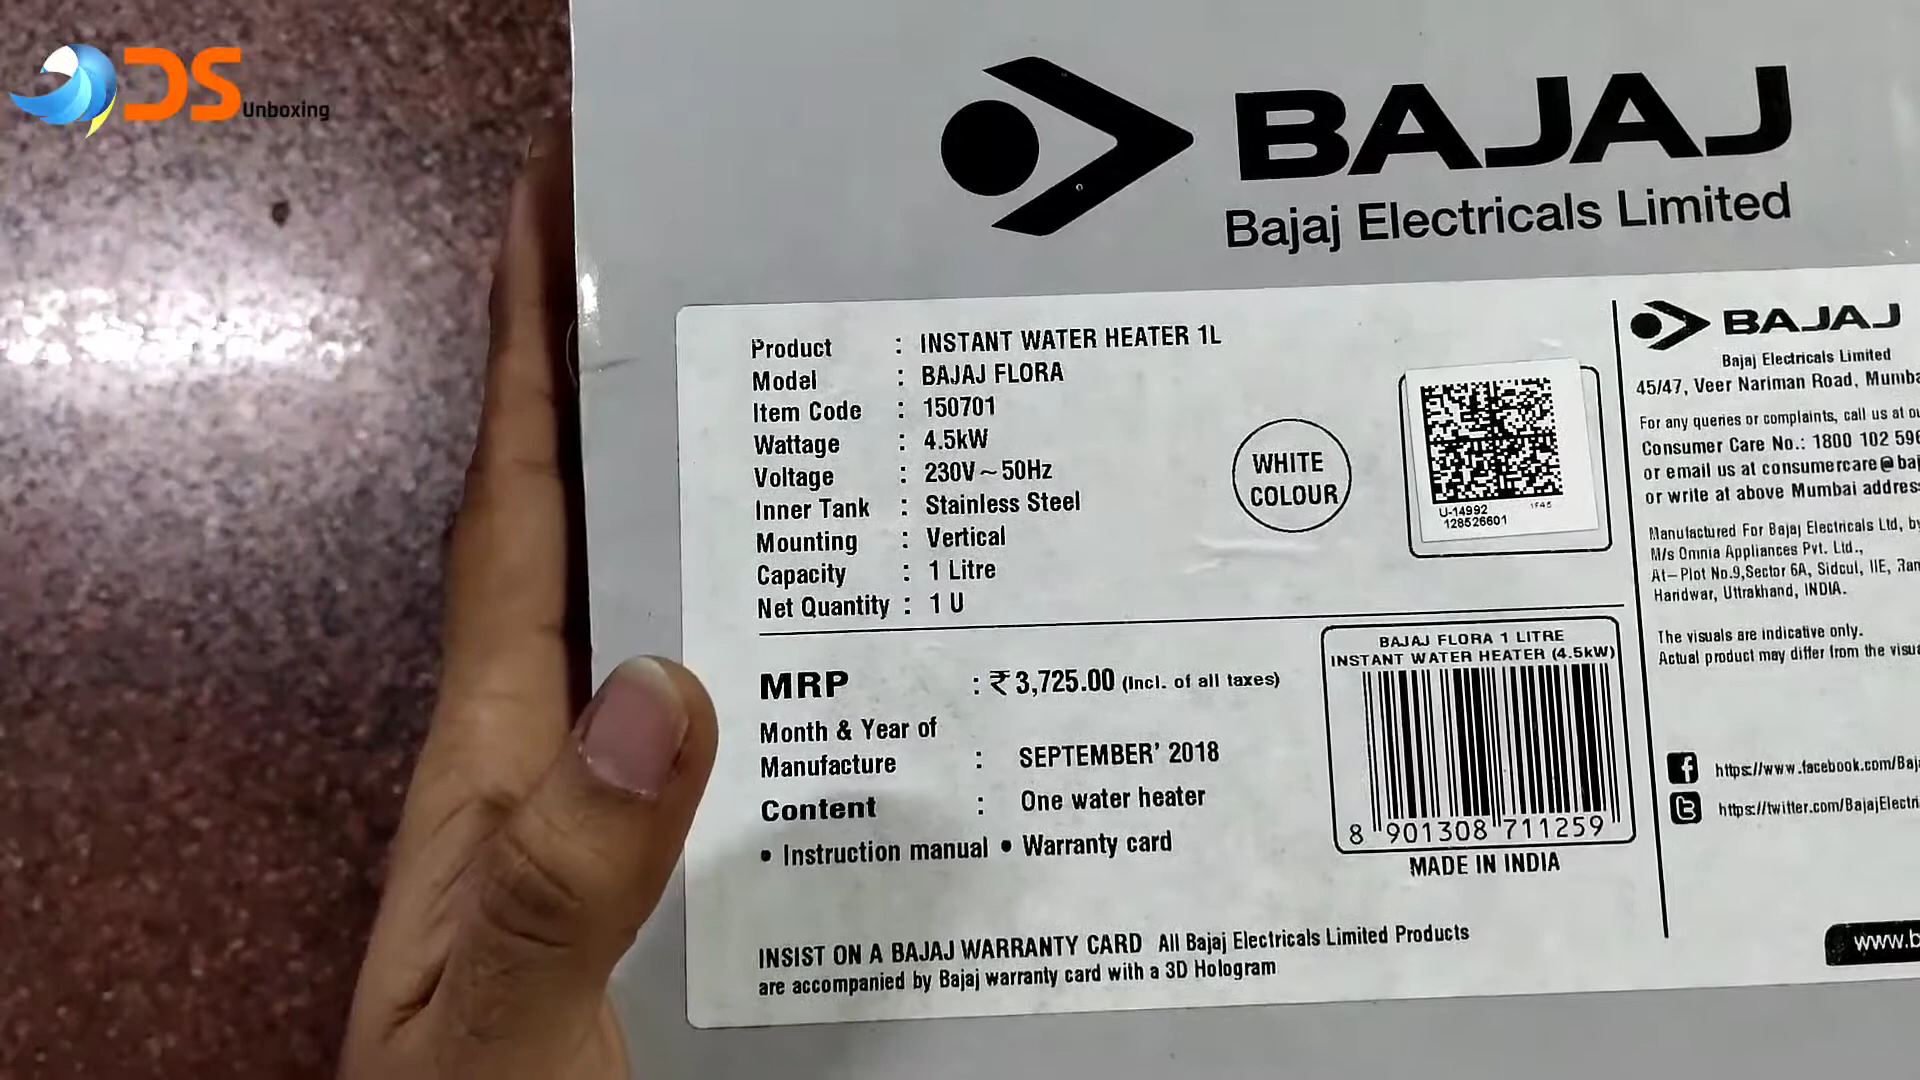 DS
Unboxing
BAJAJ
Bajaj Electricals Limited
Product : INSTANT WATER HEATER 1L
Model : BAJAJ FLORA
Item Code : 150701
Wattage : 4.5kW
Voltage : 230V ~ 50Hz
Inner Tank : Stainless Steel
Mounting : Vertical
Capacity : 1 Litre
Net Quantity : 1 U
WHITE
COLOUR
U-14992
128526601
MRP : ₹ 3,725.00 (Incl. of all taxes)
Month & Year of
Manufacture : SEPTEMBER' 2018
Content : One water heater
• Instruction manual • Warranty card
BAJAJ FLORA 1 LITRE
INSTANT WATER HEATER (4.5kW)
8 901308 711259
MADE IN INDIA
INSIST ON A BAJAJ WARRANTY CARD All Bajaj Electricals Limited Products
are accompanied by Bajaj warranty card with a 3D Hologram
BAJAJ
Bajaj Electricals Limited
45/47, Veer Nariman Road,
For any queries or complaints, call us at
Consumer Care No.: 1800 102
or email us at
or write at above Mumbai
Manufactured For Bajaj Electricals Ltd,
M/s Omnia Appliances Pvt. Ltd.,
At-Plot No.9,Sector 6A, Sidcul, IIE,
Haridwar, Uttrakhand, INDIA.
The visuals are indicative only.
Actual product may differ from the